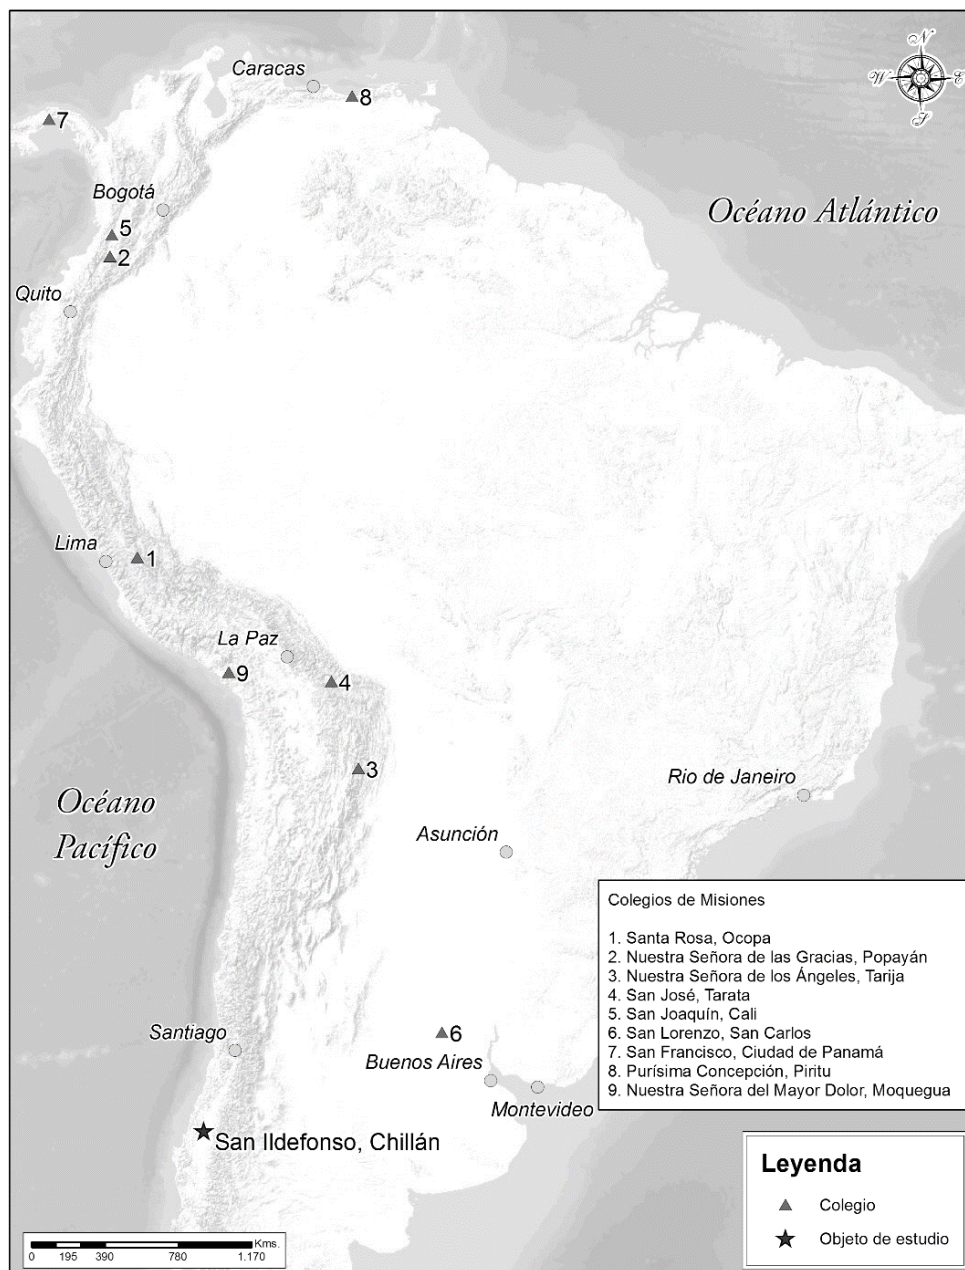 N
W
E
S
Caracas
8
7
Bogotá
Océano Atlántico
5
2
Quito
Lima
1
La Paz
9
4
3
Rio de Janeiro
Océano
Pacífico
Asunción
Colegios de Misiones
1. Santa Rosa, Ocopa
2. Nuestra Señora de las Gracias, Popayán
3. Nuestra Señora de los Ángeles, Tarija
4. San José, Tarata
5. San Joaquín, Cali
6. San Lorenzo, San Carlos
7. San Francisco, Ciudad de Panamá
8. Purísima Concepción, Piritu
9. Nuestra Señora del Mayor Dolor, Moquegua
Santiago
6
Buenos Aires
Montevideo
San Ildefonso, Chillán
Leyenda
Colegio
Objeto de estudio
Kms.
0 195 390 780 1.170